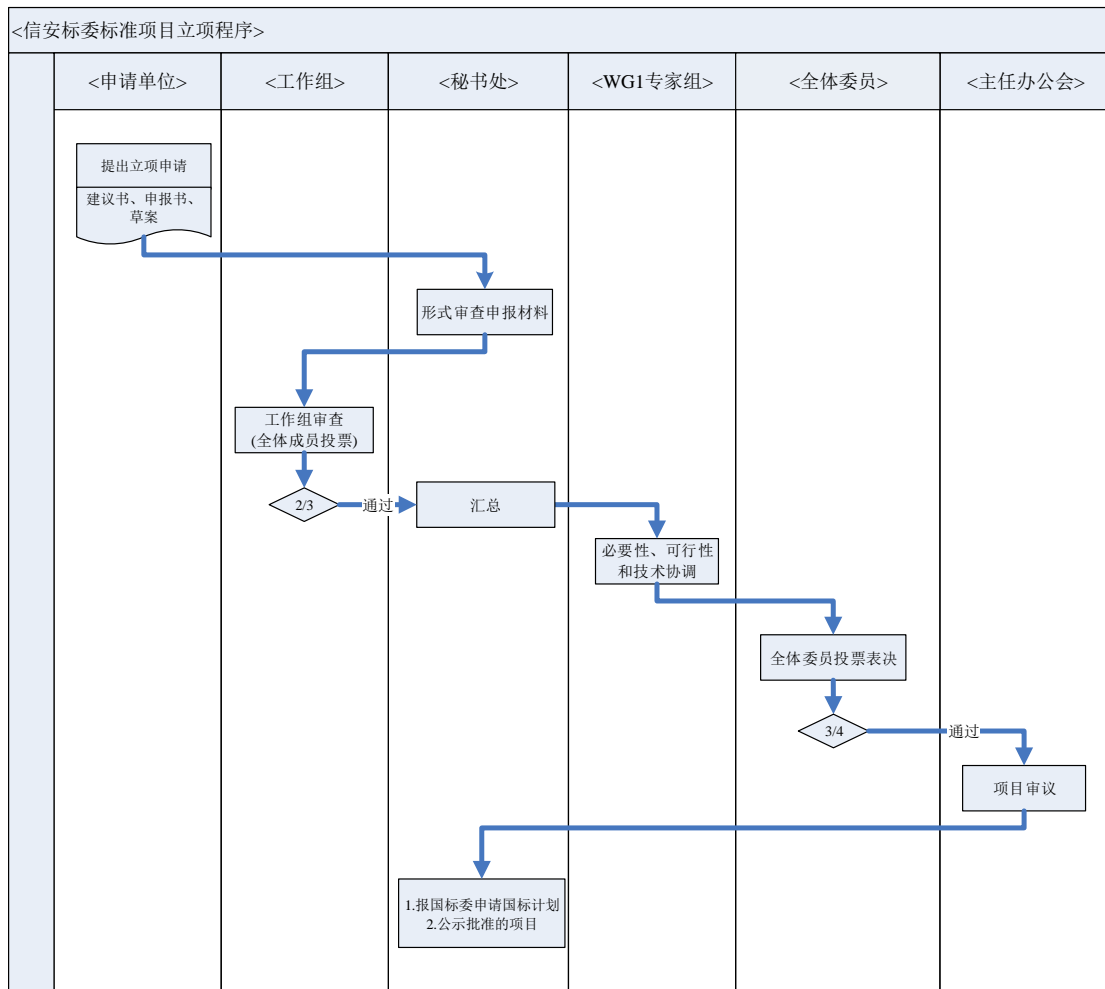 <信安标委标准项目立项程序>
<申请单位>
<工作组>
<秘书处>
<WG1专家组>
<全体委员>
<主任办公会>
提出立项申请
建议书、申报书、
草案
形式审查申报材料
工作组审查
(全体成员投票)
2/3
通过
汇总
必要性、可行性
和技术协调
全体委员投票表决
3/4
通过
项目审议
1.报国标委申请国标计划
2.公示批准的项目